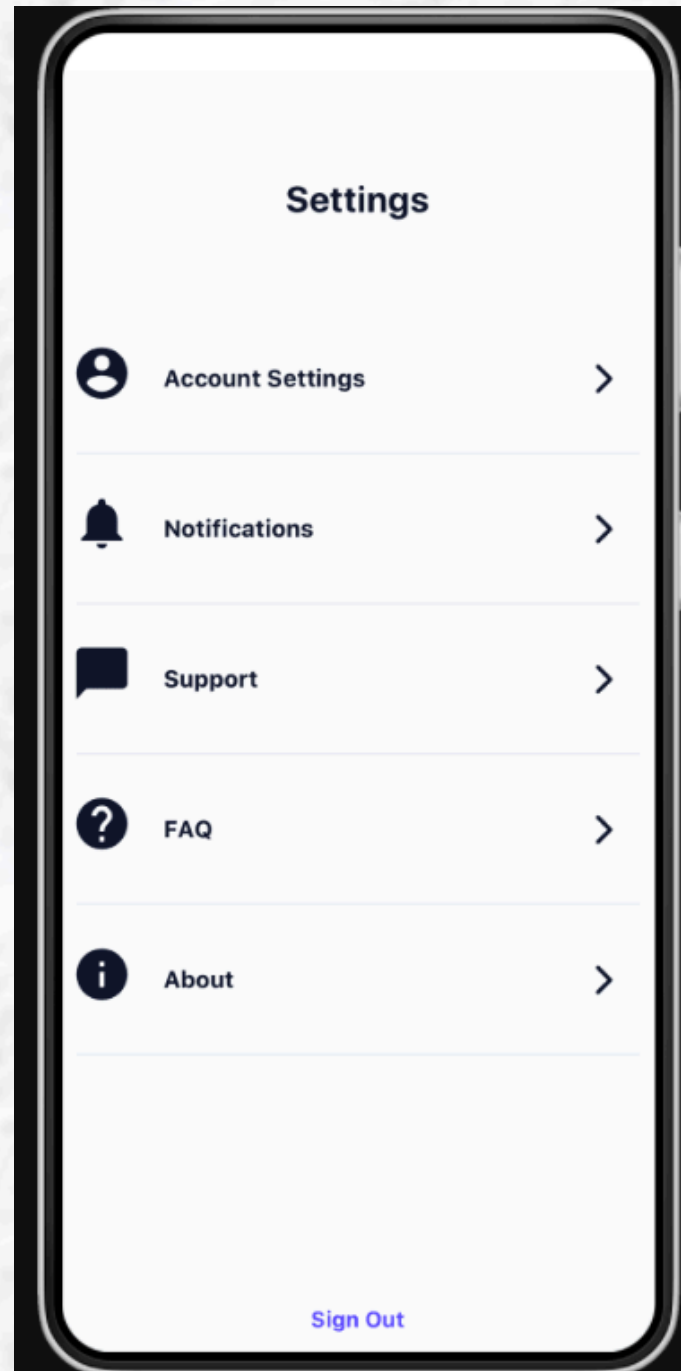 Settings
Account Settings
Notifications
Support
FAQ
About
Sign Out